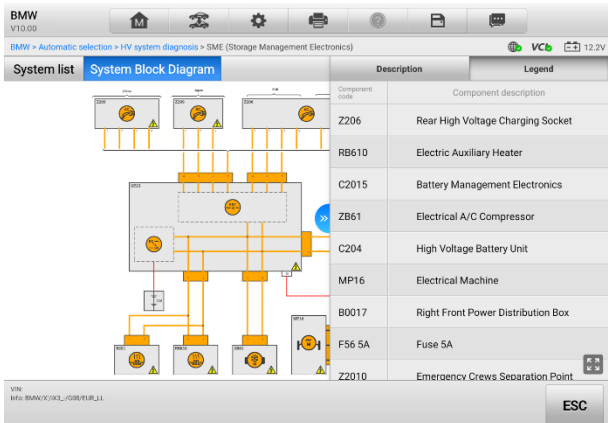 BMW
V10.00
BMW > Automatic selection > HV system diagnosis > SME (Storage Management Electronics)
VCb
12.2V
System list
System Block Diagram
Description
Legend
Component code
Component description
Z206
Rear High Voltage Charging Socket
RB610
Electric Auxiliary Heater
C2015
Battery Management Electronics
ZB61
Electrical A/C Compressor
C204
High Voltage Battery Unit
MP16
Electrical Machine
B0017
Right Front Power Distribution Box
F56 5A
Fuse 5A
Z2010
Emergency Crews Separation Point
MP16
VIN:
Info: BMW/X'/iX3_-/G08/EUR_LL
ESC